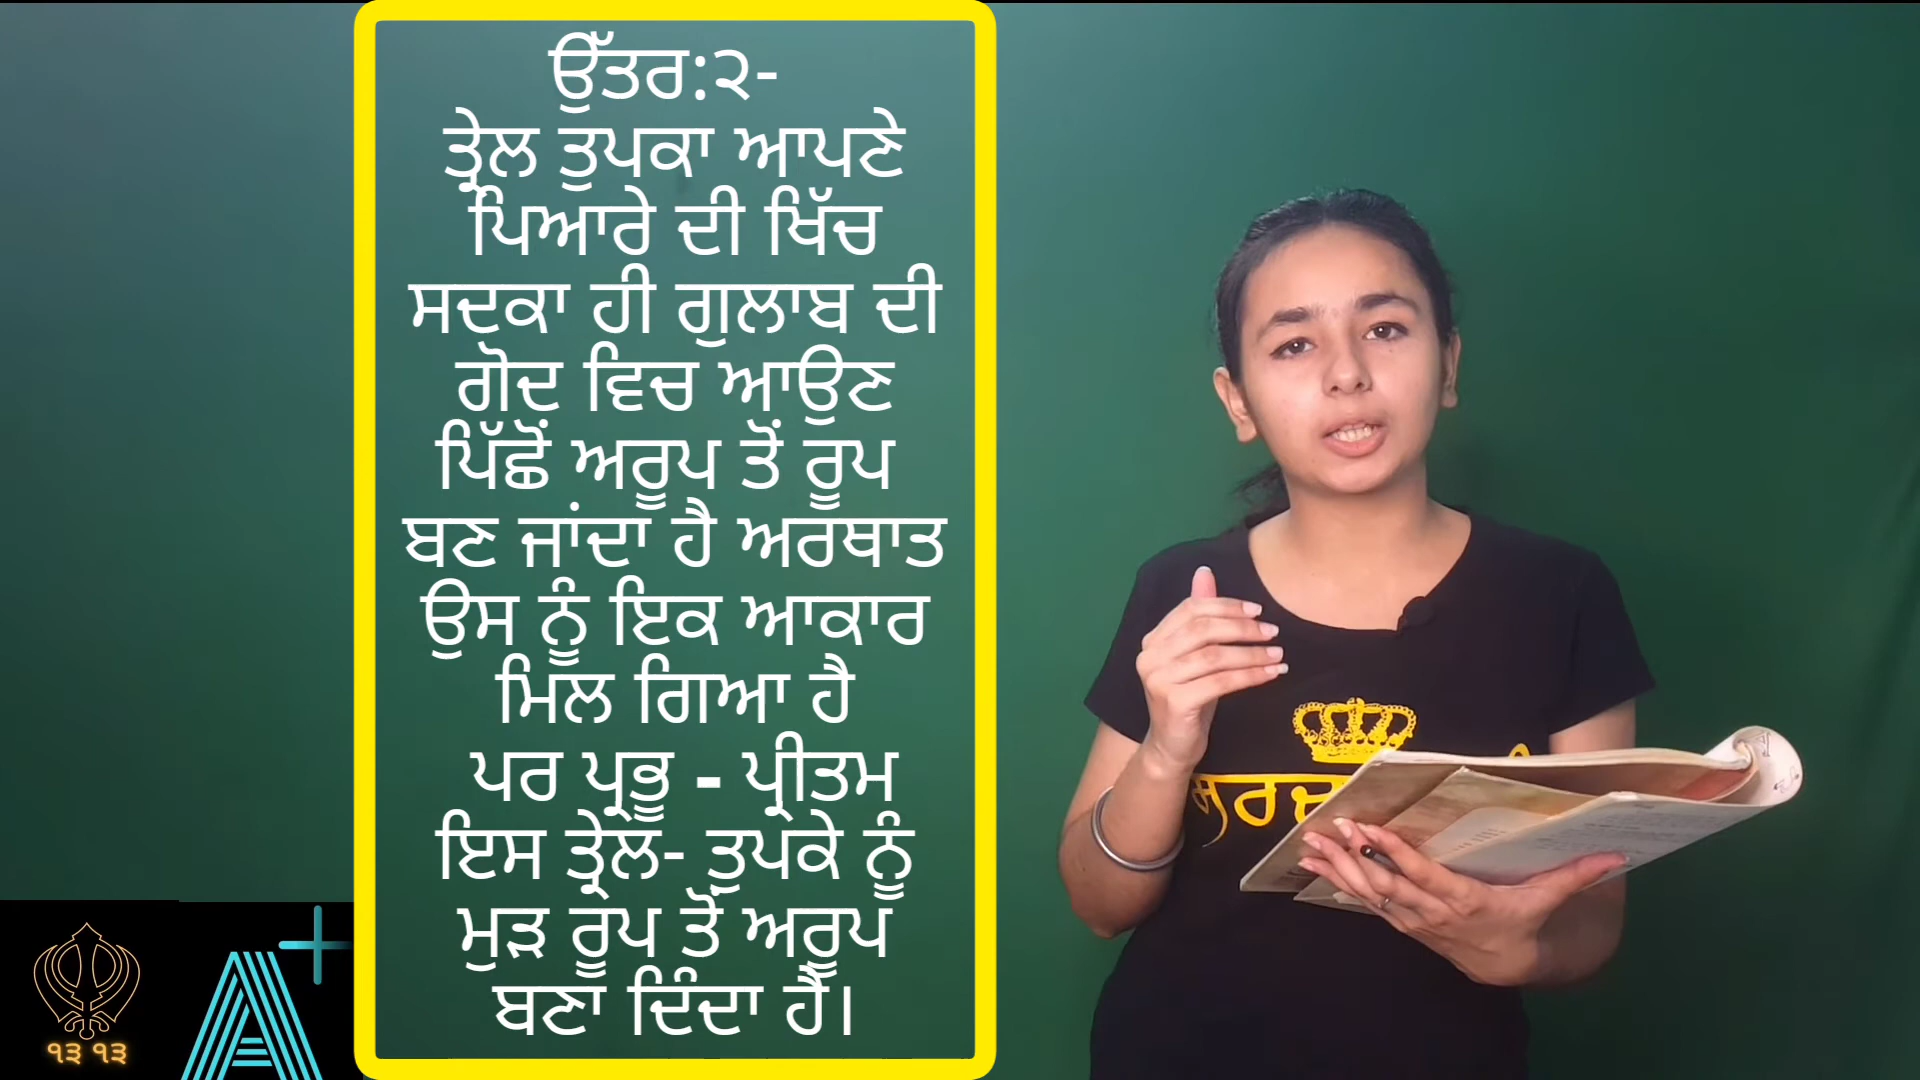 ਉੱਤਰ:੨-
ਤ੍ਰੇਲ ਤੁਪਕਾ ਆਪਣੇ
ਪਿਆਰੇ ਦੀ ਖਿੱਚ
ਸਦਕਾ ਹੀ ਗੁਲਾਬ ਦੀ
ਗੋਦ ਵਿਚ ਆਉਣ
ਪਿੱਛੋਂ ਅਰੂਪ ਤੋਂ ਰੂਪ
ਬਣ ਜਾਂਦਾ ਹੈ ਅਰਥਾਤ
ਉਸ ਨੂੰ ਇਕ ਆਕਾਰ
ਮਿਲ ਗਿਆ ਹੈ
ਪਰ ਪ੍ਰਭੂ - ਪ੍ਰੀਤਮ
ਇਸ ਤ੍ਰੇਲ- ਤੁਪਕੇ ਨੂੰ
ਮੁੜ ਰੂਪ ਤੋਂ ਅਰੂਪ
ਬਣਾ ਦਿੰਦਾ ਹੈ।
੧੩ ੧੩
A+